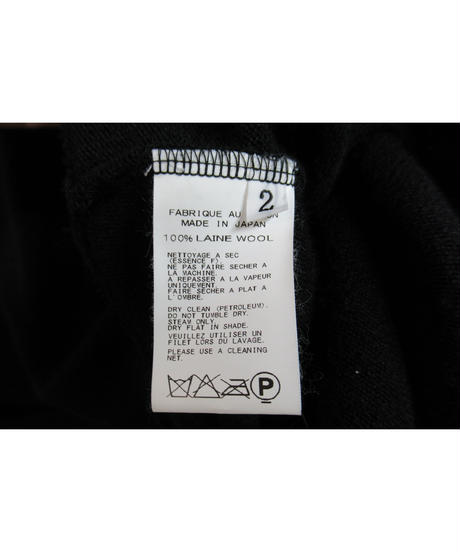 2
FABRIQUE AU
MADE IN JAPAN
100% LAINE WOOL
NETTOYAGE A SEC
(ESSENCE F).
NE PAS FAIRE SECHER A
LA MACHINE.
A REPASSER A LA VAPEUR
UNIQUEMENT.
FAIRE SÉCHER A PLAT A
L'OMBRE.
DRY CLEAN (PETROLEUM).
DO NOT TUMBLE DRY.
STEAM ONLY.
DRY FLAT IN SHADE.
VEUILLEZ UTILISER UN
FILET LORS DU LAVAGE.
PLEASE USE A CLEANING
NET.
P